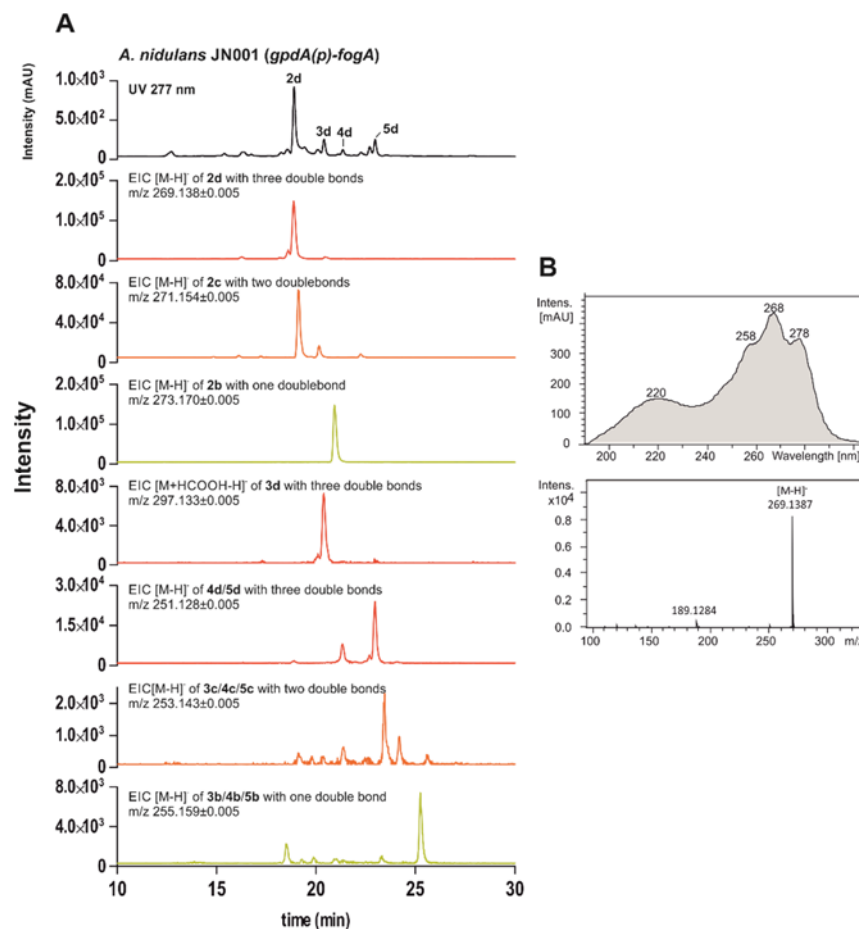 A
A. nidulans JN001 (gpdA(p)-fogA)
1.0×10³
5.0×10²
0
Intensity (mAU)
UV 277 nm
2d
3d
4d
5d
2.0×10⁵
1.0×10⁵
0
EIC [M-H]⁻ of 2d with three double bonds
m/z 269.138±0.005
8.0×10⁴
4.0×10⁴
0
EIC [M-H]⁻ of 2c with two doublebonds
m/z 271.154±0.005
2.0×10⁵
1.0×10⁵
0
EIC [M-H]⁻ of 2b with one doublebond
m/z 273.170±0.005
Intensity
8.0×10³
4.0×10³
0
EIC [M+HCOOH-H]⁻ of 3d with three double bonds
m/z 297.133±0.005
3.0×10⁴
1.5×10⁴
0
EIC [M-H]⁻ of 4d/5d with three double bonds
m/z 251.128±0.005
2.0×10³
1.0×10³
0
EIC[M-H]⁻ of 3c/4c/5c with two double bonds
m/z 253.143±0.005
8.0×10³
4.0×10³
0
EIC [M-H]⁻ of 3b/4b/5b with one double bond
m/z 255.159±0.005
10 20 30
time (min)
B
Intens.
[mAU]
300
200
100
0
220
258
268
278
200 220 240 260 280 Wavelength [nm]
Intens.
x10⁴
0.8
0.6
0.4
0.2
0.0
[M-H]⁻
269.1387
189.1284
100 150 200 250 300 m/z